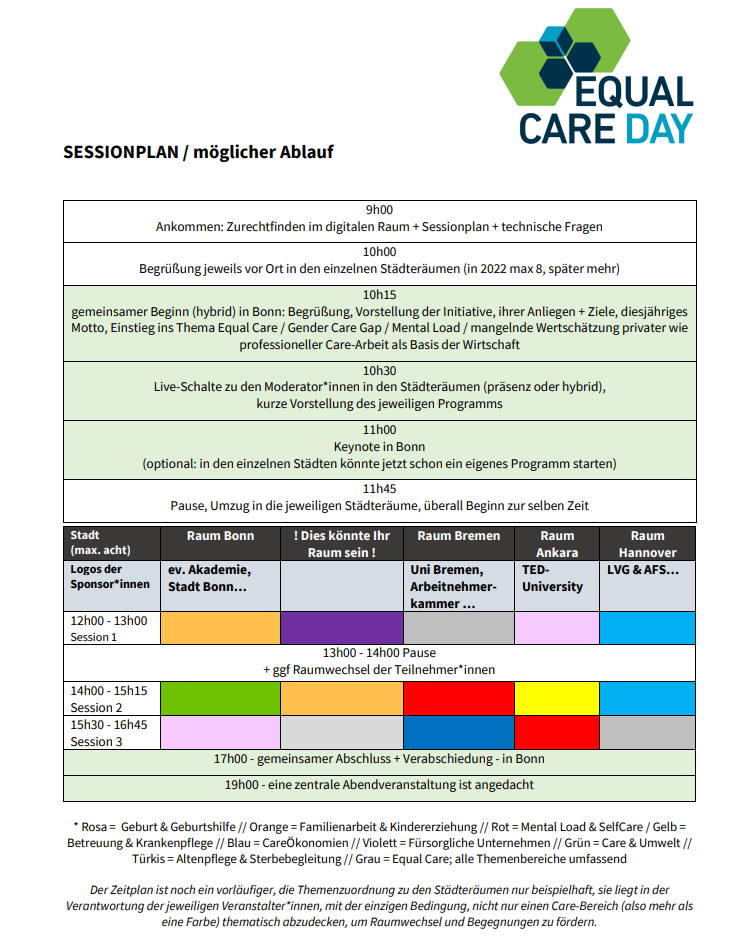 EQUAL
CARE DAY
SESSIONPLAN / möglicher Ablauf
9h00
Ankommen: Zurechtfinden im digitalen Raum + Sessionplan + technische Fragen
10h00
Begrüßung jeweils vor Ort in den einzelnen Städteräumen (in 2022 max 8, später mehr)
10h15
gemeinsamer Beginn (hybrid) in Bonn: Begrüßung, Vorstellung der Initiative, ihrer Anliegen + Ziele, diesjähriges
Motto, Einstieg ins Thema Equal Care / Gender Care Gap / Mental Load / mangelnde Wertschätzung privater wie
professioneller Care-Arbeit als Basis der Wirtschaft
10h30
Live-Schalte zu den Moderator*innen in den Städteräumen (präsenz oder hybrid),
kurze Vorstellung des jeweiligen Programms
11h00
Keynote in Bonn
(optional: in den einzelnen Städten könnte jetzt schon ein eigenes Programm starten)
11h45
Pause, Umzug in die jeweiligen Städteräume, überall Beginn zur selben Zeit
Stadt
(max. acht)
Raum Bonn
! Dies könnte Ihr
Raum sein !
Raum Bremen
Raum
Ankara
Raum
Hannover
Logos der
Sponsor*innen
ev. Akademie,
Stadt Bonn…
Uni Bremen,
Arbeitnehmer-
kammer …
TED-
University
LVG & AFS…
12h00 - 13h00
Session 1
13h00 - 14h00 Pause
+ ggf Raumwechsel der Teilnehmer*innen
14h00 - 15h15
Session 2
15h30 - 16h45
Session 3
17h00 - gemeinsamer Abschluss + Verabschiedung - in Bonn
19h00 - eine zentrale Abendveranstaltung ist angedacht
* Rosa = Geburt & Geburtshilfe // Orange = Familienarbeit & Kindererziehung // Rot = Mental Load & SelfCare / Gelb =
Betreuung & Krankenpflege // Blau = CareÖkonomien // Violett = Fürsorgliche Unternehmen // Grün = Care & Umwelt //
Türkis = Altenpflege & Sterbebegleitung // Grau = Equal Care; alle Themenbereiche umfassend
Der Zeitplan ist noch ein vorläufiger, die Themenzuordnung zu den Städteräumen nur beispielhaft, sie liegt in der
Verantwortung der jeweiligen Veranstalter*innen, mit der einzigen Bedingung, nicht nur einen Care-Bereich (also mehr als
eine Farbe) thematisch abzudecken, um Raumwechsel und Begegnungen zu fördern.